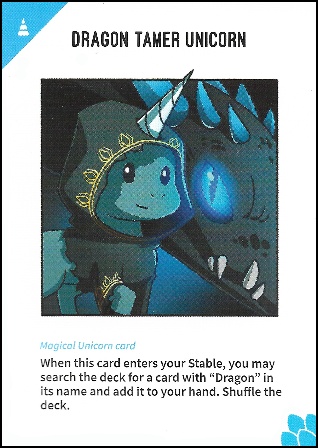 DRAGON TAMER UNICORN
Magical Unicorn card
When this card enters your Stable, you may
search the deck for a card with "Dragon" in
its name and add it to your hand. Shuffle the
deck.